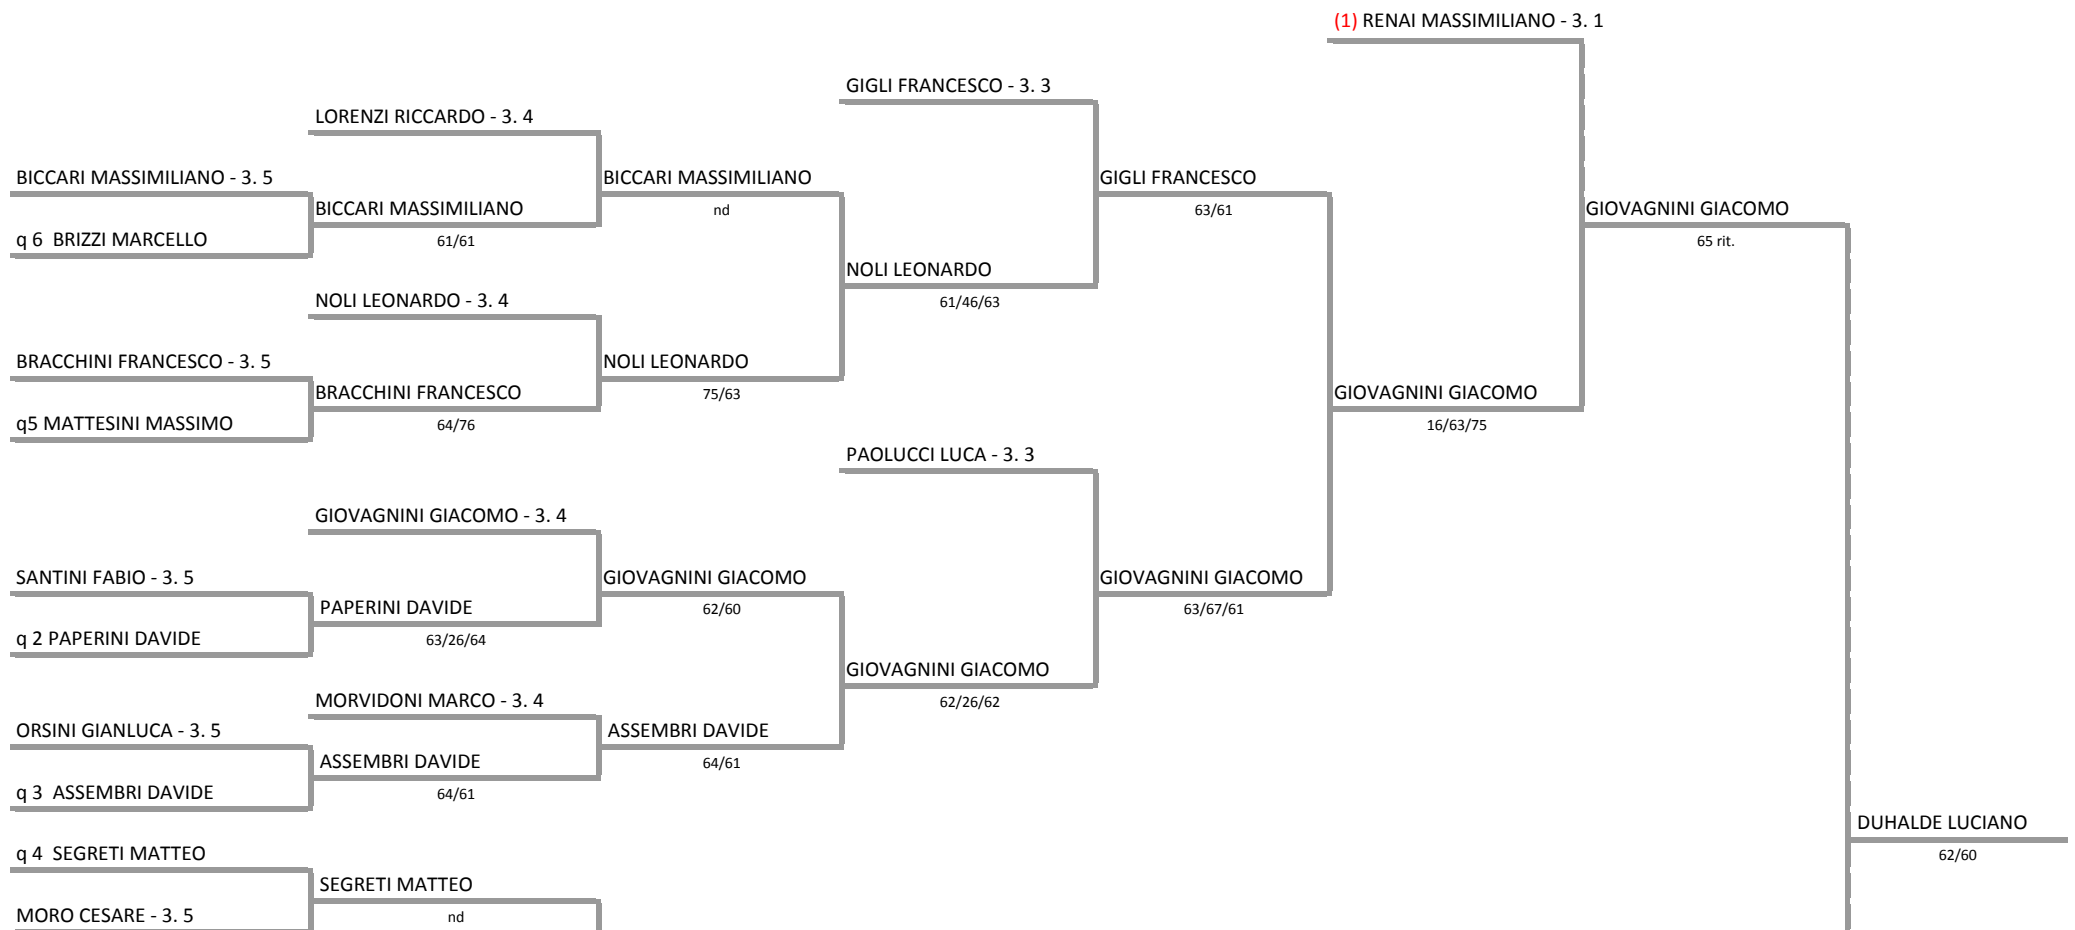 (1) RENAI MASSIMILIANO - 3. 1
GIGLI FRANCESCO - 3. 3
LORENZI RICCARDO - 3. 4
BICCARI MASSIMILIANO - 3. 5
BICCARI MASSIMILIANO
GIGLI FRANCESCO
BICCARI MASSIMILIANO
nd
63/61
GIOVAGNINI GIACOMO
q 6 BRIZZI MARCELLO
61/61
65 rit.
NOLI LEONARDO
NOLI LEONARDO - 3. 4
61/46/63
BRACCHINI FRANCESCO - 3. 5
NOLI LEONARDO
BRACCHINI FRANCESCO
75/63
GIOVAGNINI GIACOMO
q5 MATTESINI MASSIMO
64/76
16/63/75
PAOLUCCI LUCA - 3. 3
GIOVAGNINI GIACOMO - 3. 4
SANTINI FABIO - 3. 5
GIOVAGNINI GIACOMO
GIOVAGNINI GIACOMO
PAPERINI DAVIDE
62/60
63/67/61
q 2 PAPERINI DAVIDE
63/26/64
GIOVAGNINI GIACOMO
MORVIDONI MARCO - 3. 4
62/26/62
ORSINI GIANLUCA - 3. 5
ASSEMBRI DAVIDE
ASSEMBRI DAVIDE
64/61
q 3 ASSEMBRI DAVIDE
64/61
DUHALDE LUCIANO
q 4 SEGRETI MATTEO
62/60
SEGRETI MATTEO
MORO CESARE - 3. 5
nd